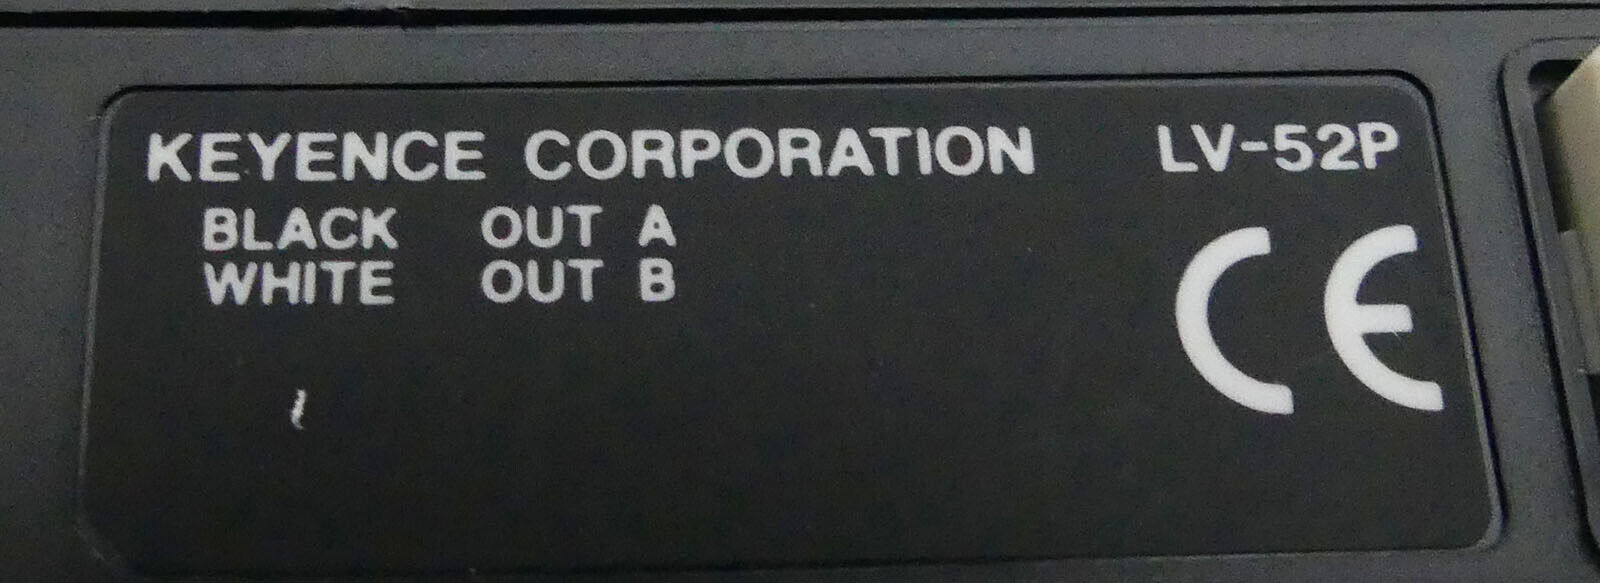 KEYENCE CORPORATION LV-52P
BLACK OUT A
WHITE OUT B
CE